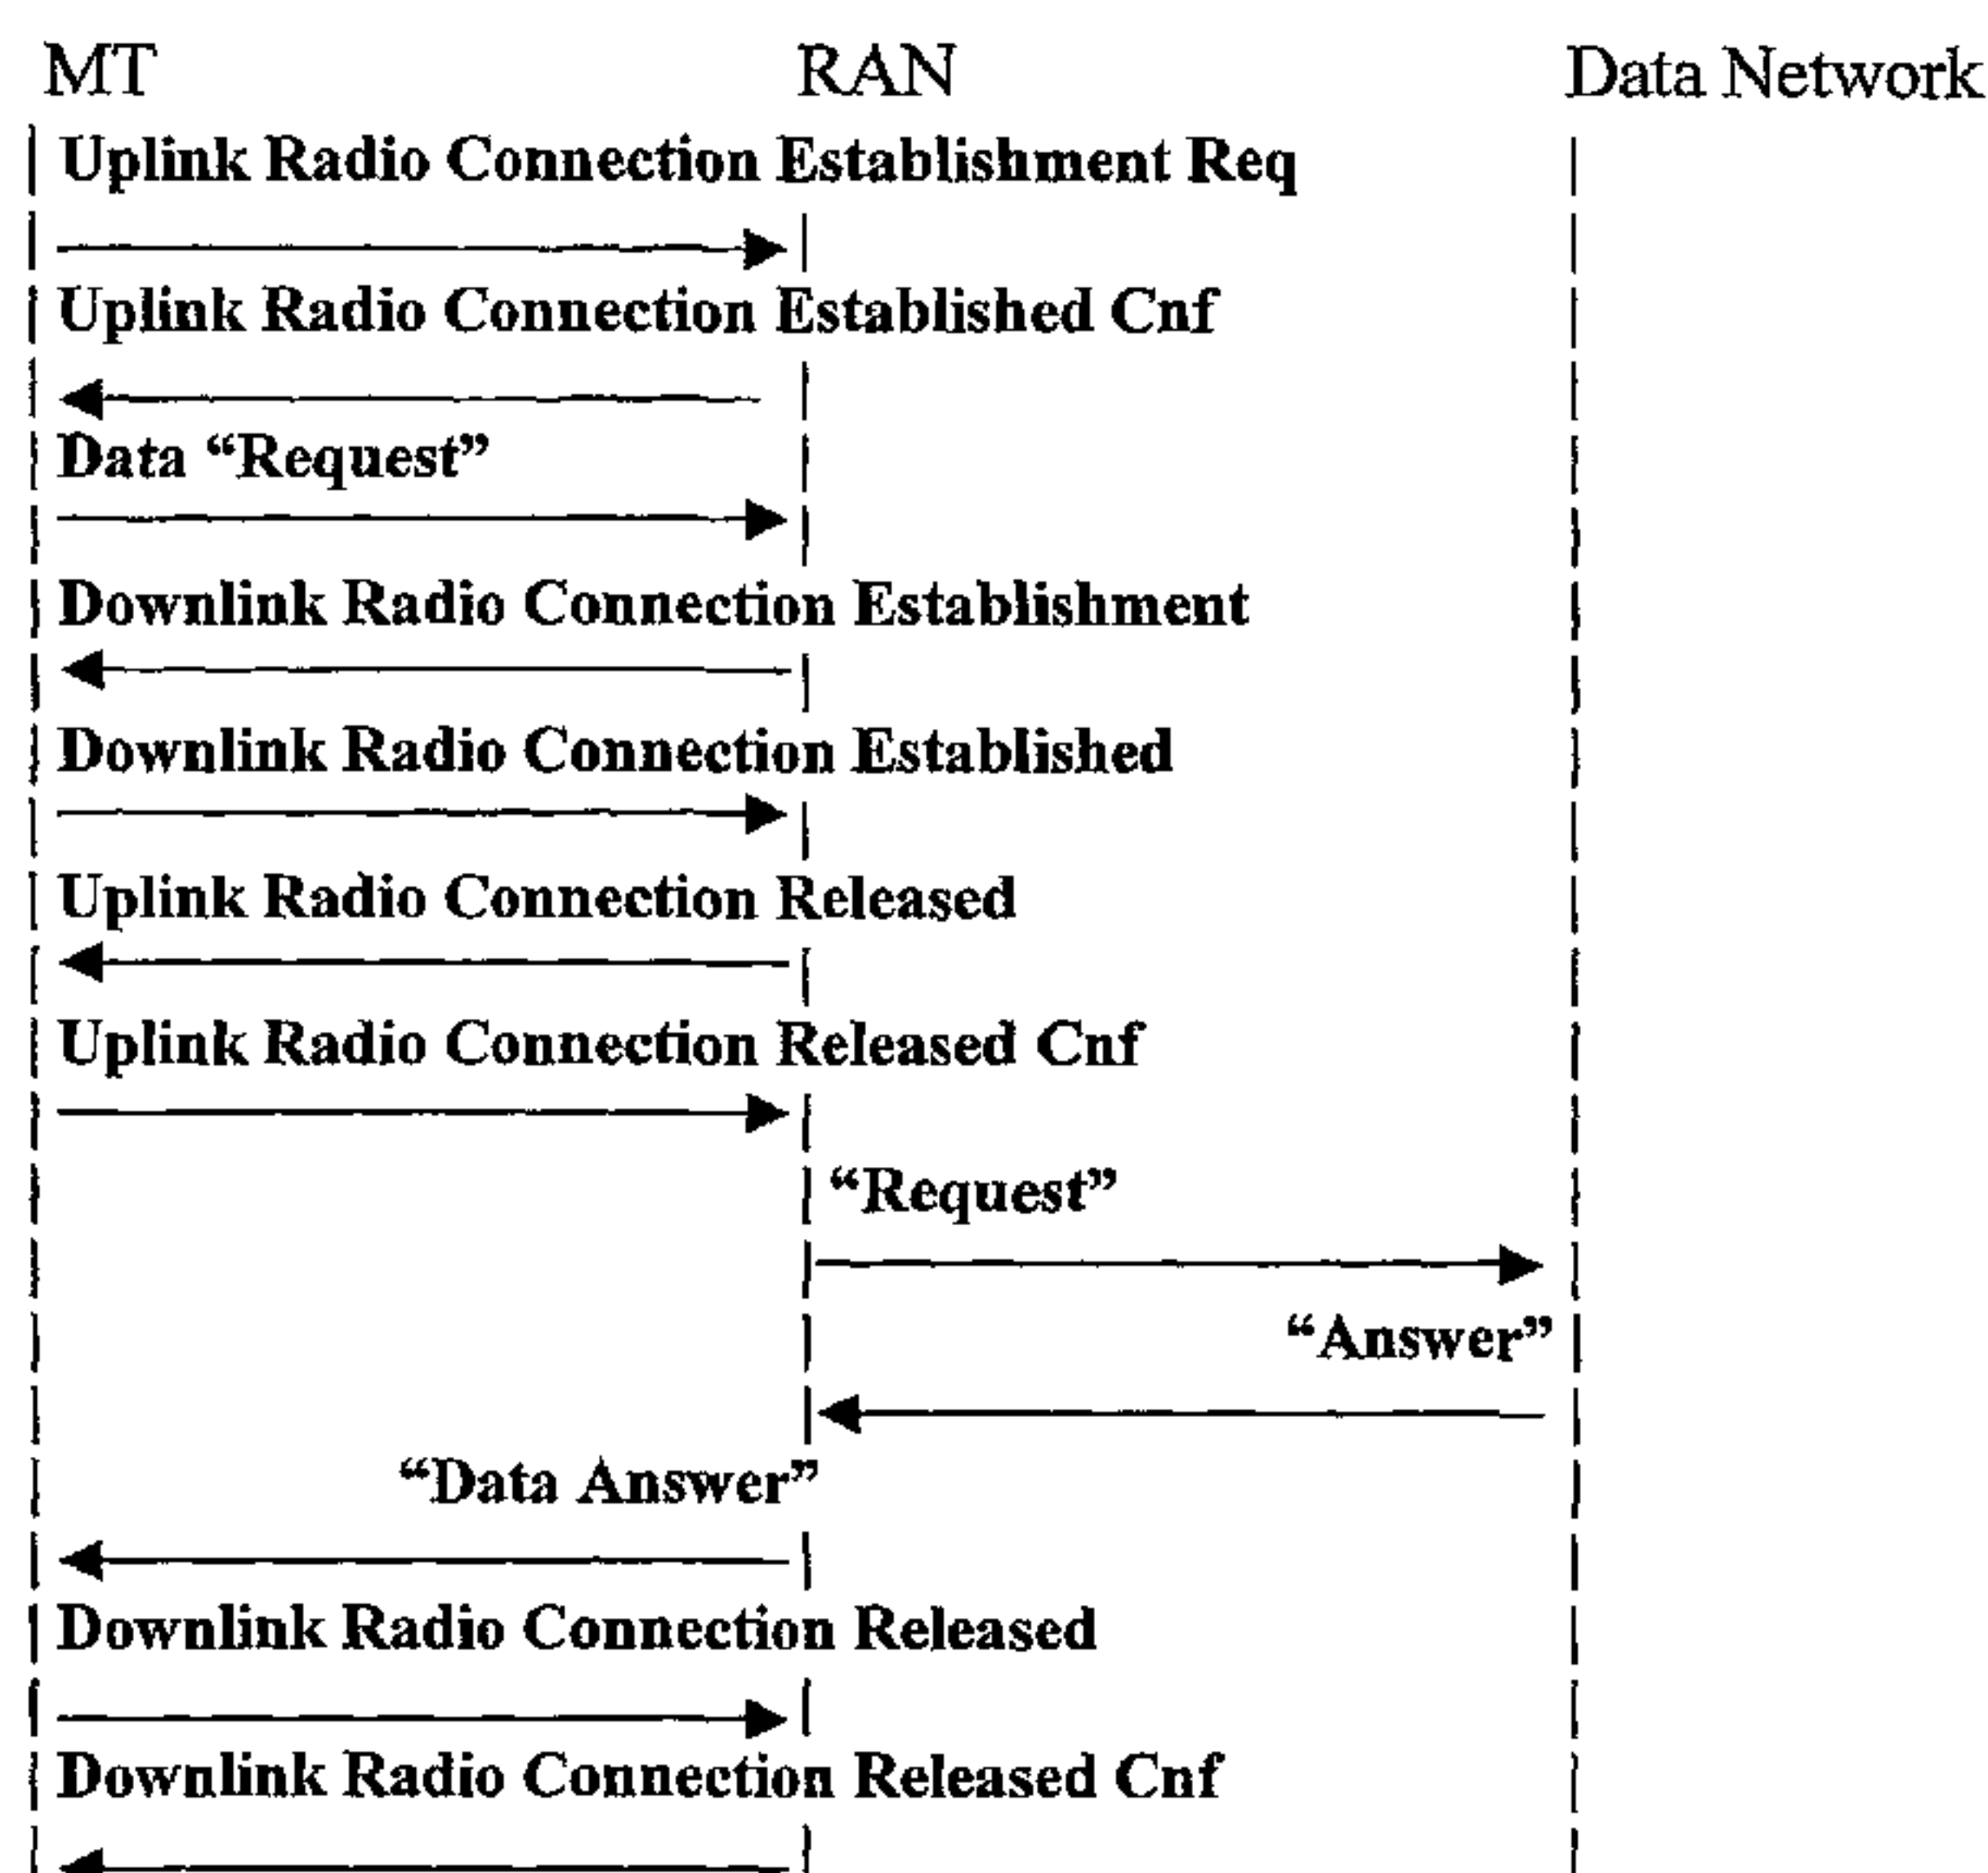 MT RAN Data Network
Uplink Radio Connection Establishment Req
Uplink Radio Connection Established Cnf
Data “Request”
Downlink Radio Connection Establishment
Downlink Radio Connection Established
Uplink Radio Connection Released
Uplink Radio Connection Released Cnf
“Request”
“Answer”
“Data Answer”
Downlink Radio Connection Released
Downlink Radio Connection Released Cnf